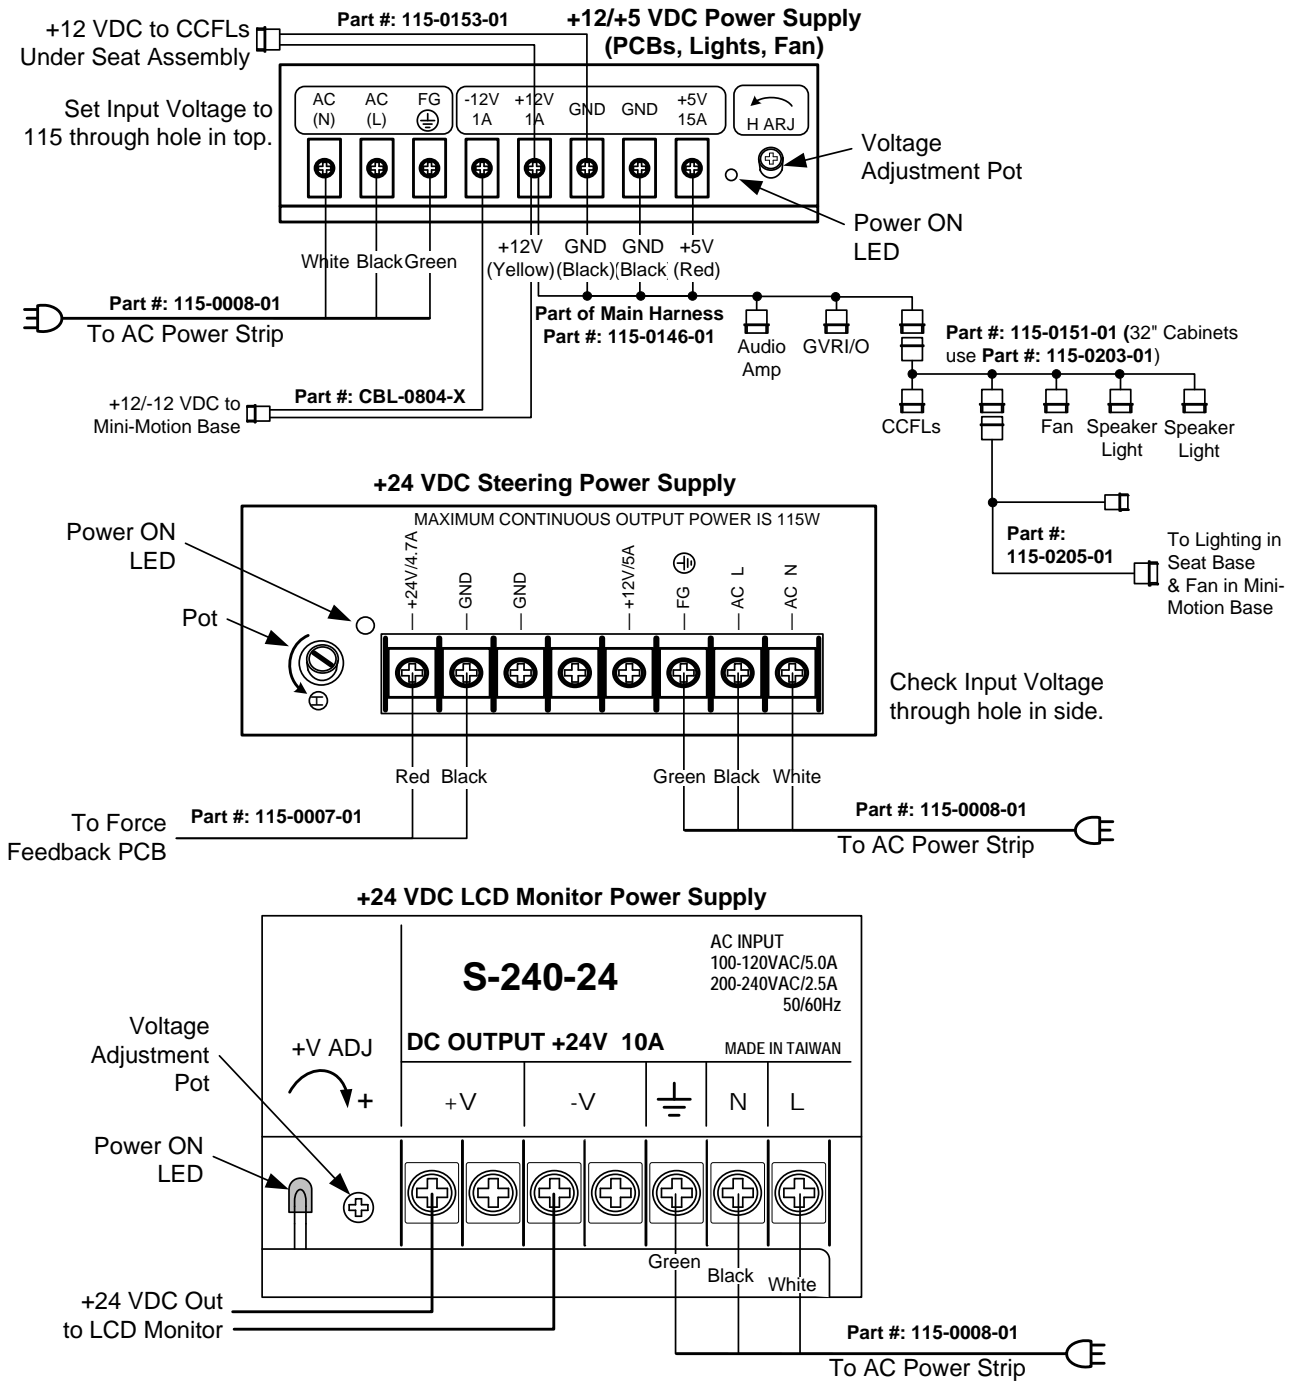 +12 VDC to CCFLs
Under Seat Assembly
Part #: 115-0153-01
+12/+5 VDC Power Supply
(PCBs, Lights, Fan)
Set Input Voltage to
115 through hole in top.
AC
(N)
AC
(L)
FG
-12V
1A
+12V
1A
GND
GND
+5V
15A
H ARJ
Voltage
Adjustment Pot
Power ON
LED
White
Black
Green
+12V
(Yellow)
GND
(Black)
GND
(Black
+5V
(Red)
Part #: 115-0008-01
To AC Power Strip
Part of Main Harness
Part #: 115-0146-01
Audio
Amp
GVRI/O
Part #: 115-0151-01 (32" Cabinets
use Part #: 115-0203-01)
+12/-12 VDC to
Mini-Motion Base
Part #: CBL-0804-X
CCFLs
Fan
Speaker
Light
Speaker
Light
Part #:
115-0205-01
To Lighting in
Seat Base
& Fan in Mini-
Motion Base
+24 VDC Steering Power Supply
MAXIMUM CONTINUOUS OUTPUT POWER IS 115W
Power ON
LED
Pot
H
+24V/4.7A
GND
GND
+12V/5A
FG
AC L
AC N
Check Input Voltage
through hole in side.
Red
Black
Green
Black
White
To Force
Feedback PCB
Part #: 115-0007-01
Part #: 115-0008-01
To AC Power Strip
+24 VDC LCD Monitor Power Supply
S-240-24
AC INPUT
100-120VAC/5.0A
200-240VAC/2.5A
50/60Hz
Voltage
Adjustment
Pot
+V ADJ
+
DC OUTPUT +24V 10A
MADE IN TAIWAN
+V
-V
N
L
Power ON
LED
Green
Black
White
+24 VDC Out
to LCD Monitor
Part #: 115-0008-01
To AC Power Strip